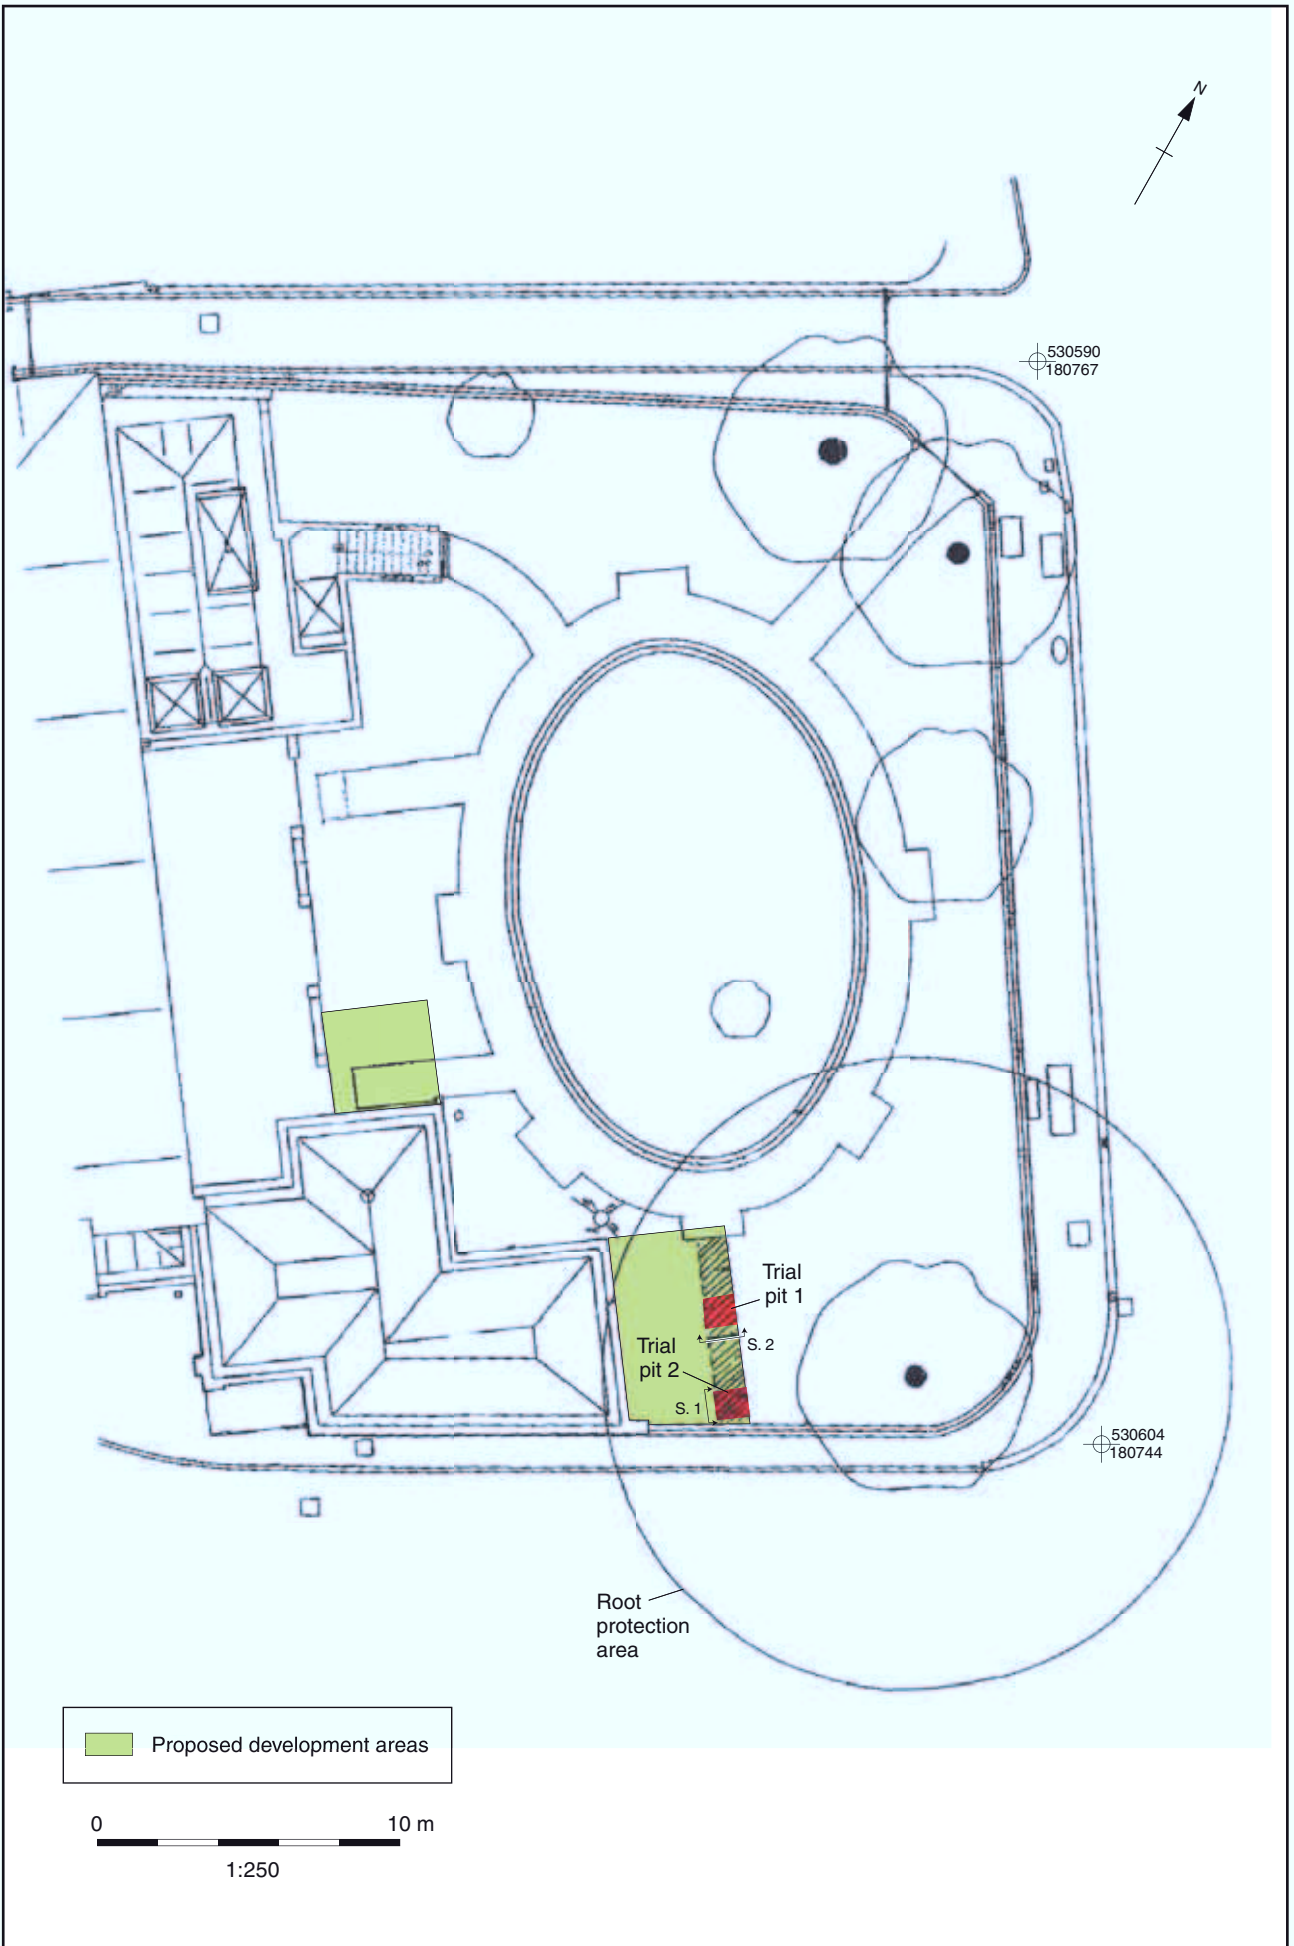 N
530590
180767
Trial
pit 1
S. 2
Trial
pit 2
S. 1
530604
180744
Root
protection
area
Proposed development areas
0 10 m
1:250